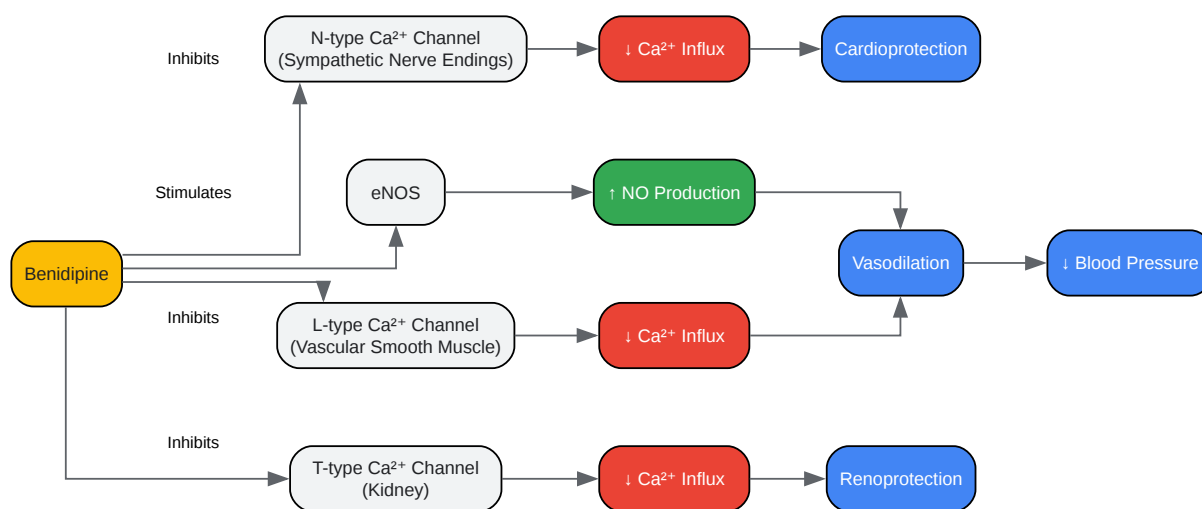 Inhibits
N-type Ca²⁺ Channel
(Sympathetic Nerve Endings)
↓ Ca²⁺ Influx
Cardioprotection
Stimulates
eNOS
↑ NO Production
Benidipine
Vasodilation
↓ Blood Pressure
Inhibits
L-type Ca²⁺ Channel
(Vascular Smooth Muscle)
↓ Ca²⁺ Influx
Inhibits
T-type Ca²⁺ Channel
(Kidney)
↓ Ca²⁺ Influx
Renoprotection